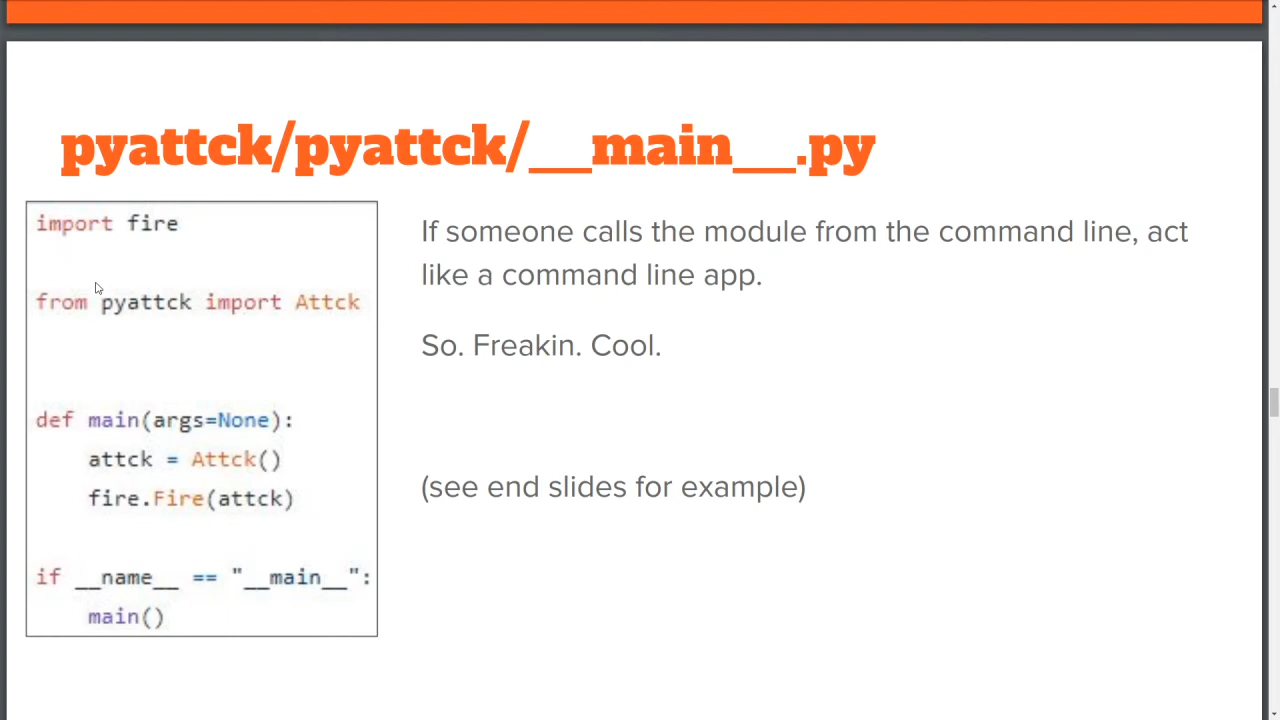 pyattck/pyattck/__main__.py
import fire
from pyattck import Attck
def main(args=None):
    attck = Attck()
    fire.Fire(attck)
if __name__ == "__main__":
    main()
If someone calls the module from the command line, act
like a command line app.
So. Freakin. Cool.
(see end slides for example)